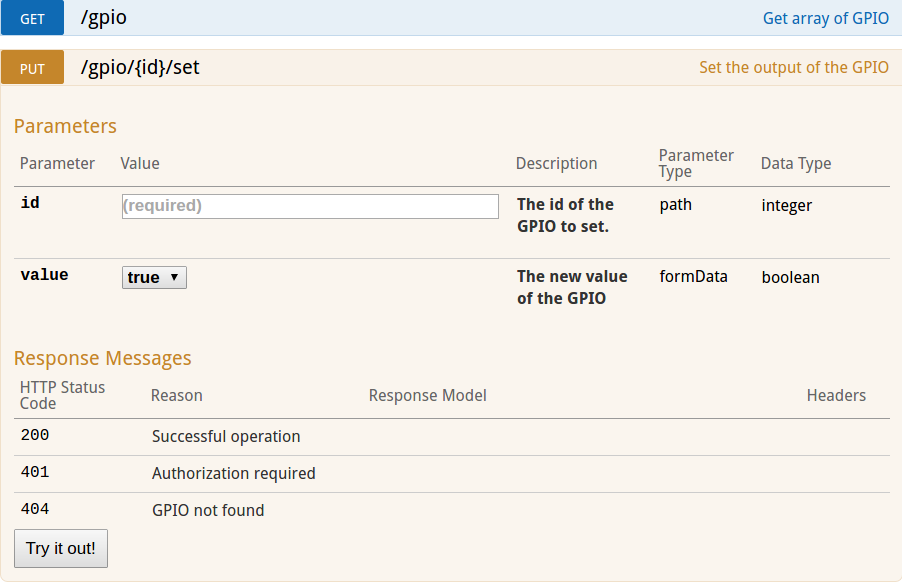 GET /gpio Get array of GPIO
PUT /gpio/{id}/set Set the output of the GPIO
Parameters
Parameter Value Description Parameter Type Data Type
id (required) The id of the GPIO to set. path integer
value true ▼ The new value of the GPIO formData boolean
Response Messages
HTTP Status Code Reason Response Model Headers
200 Successful operation
401 Authorization required
404 GPIO not found
Try it out!